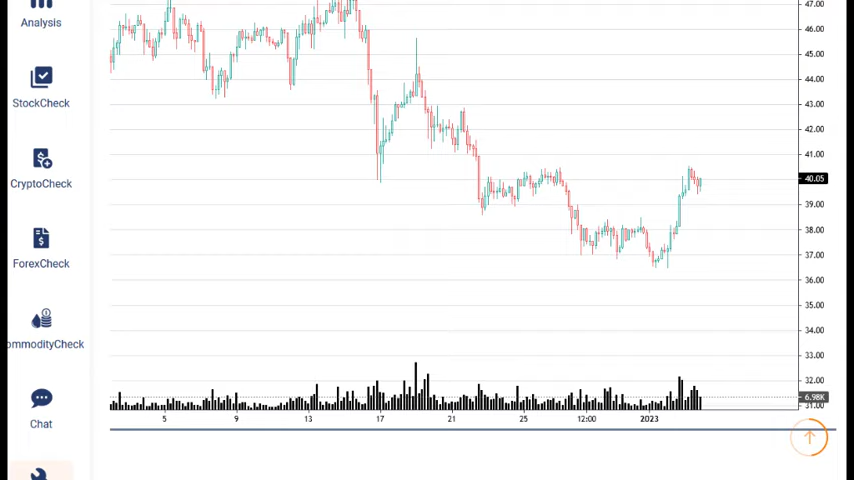 Analysis
StockCheck
CryptoCheck
ForexCheck
ommodityCheck
Chat
47.00
46.00
45.00
44.00
43.00
42.00
41.00
40.05
39.00
38.00
37.00
36.00
35.00
34.00
33.00
32.00
6.98K
31.00
5 9 13 17 21 25 12:00 2023